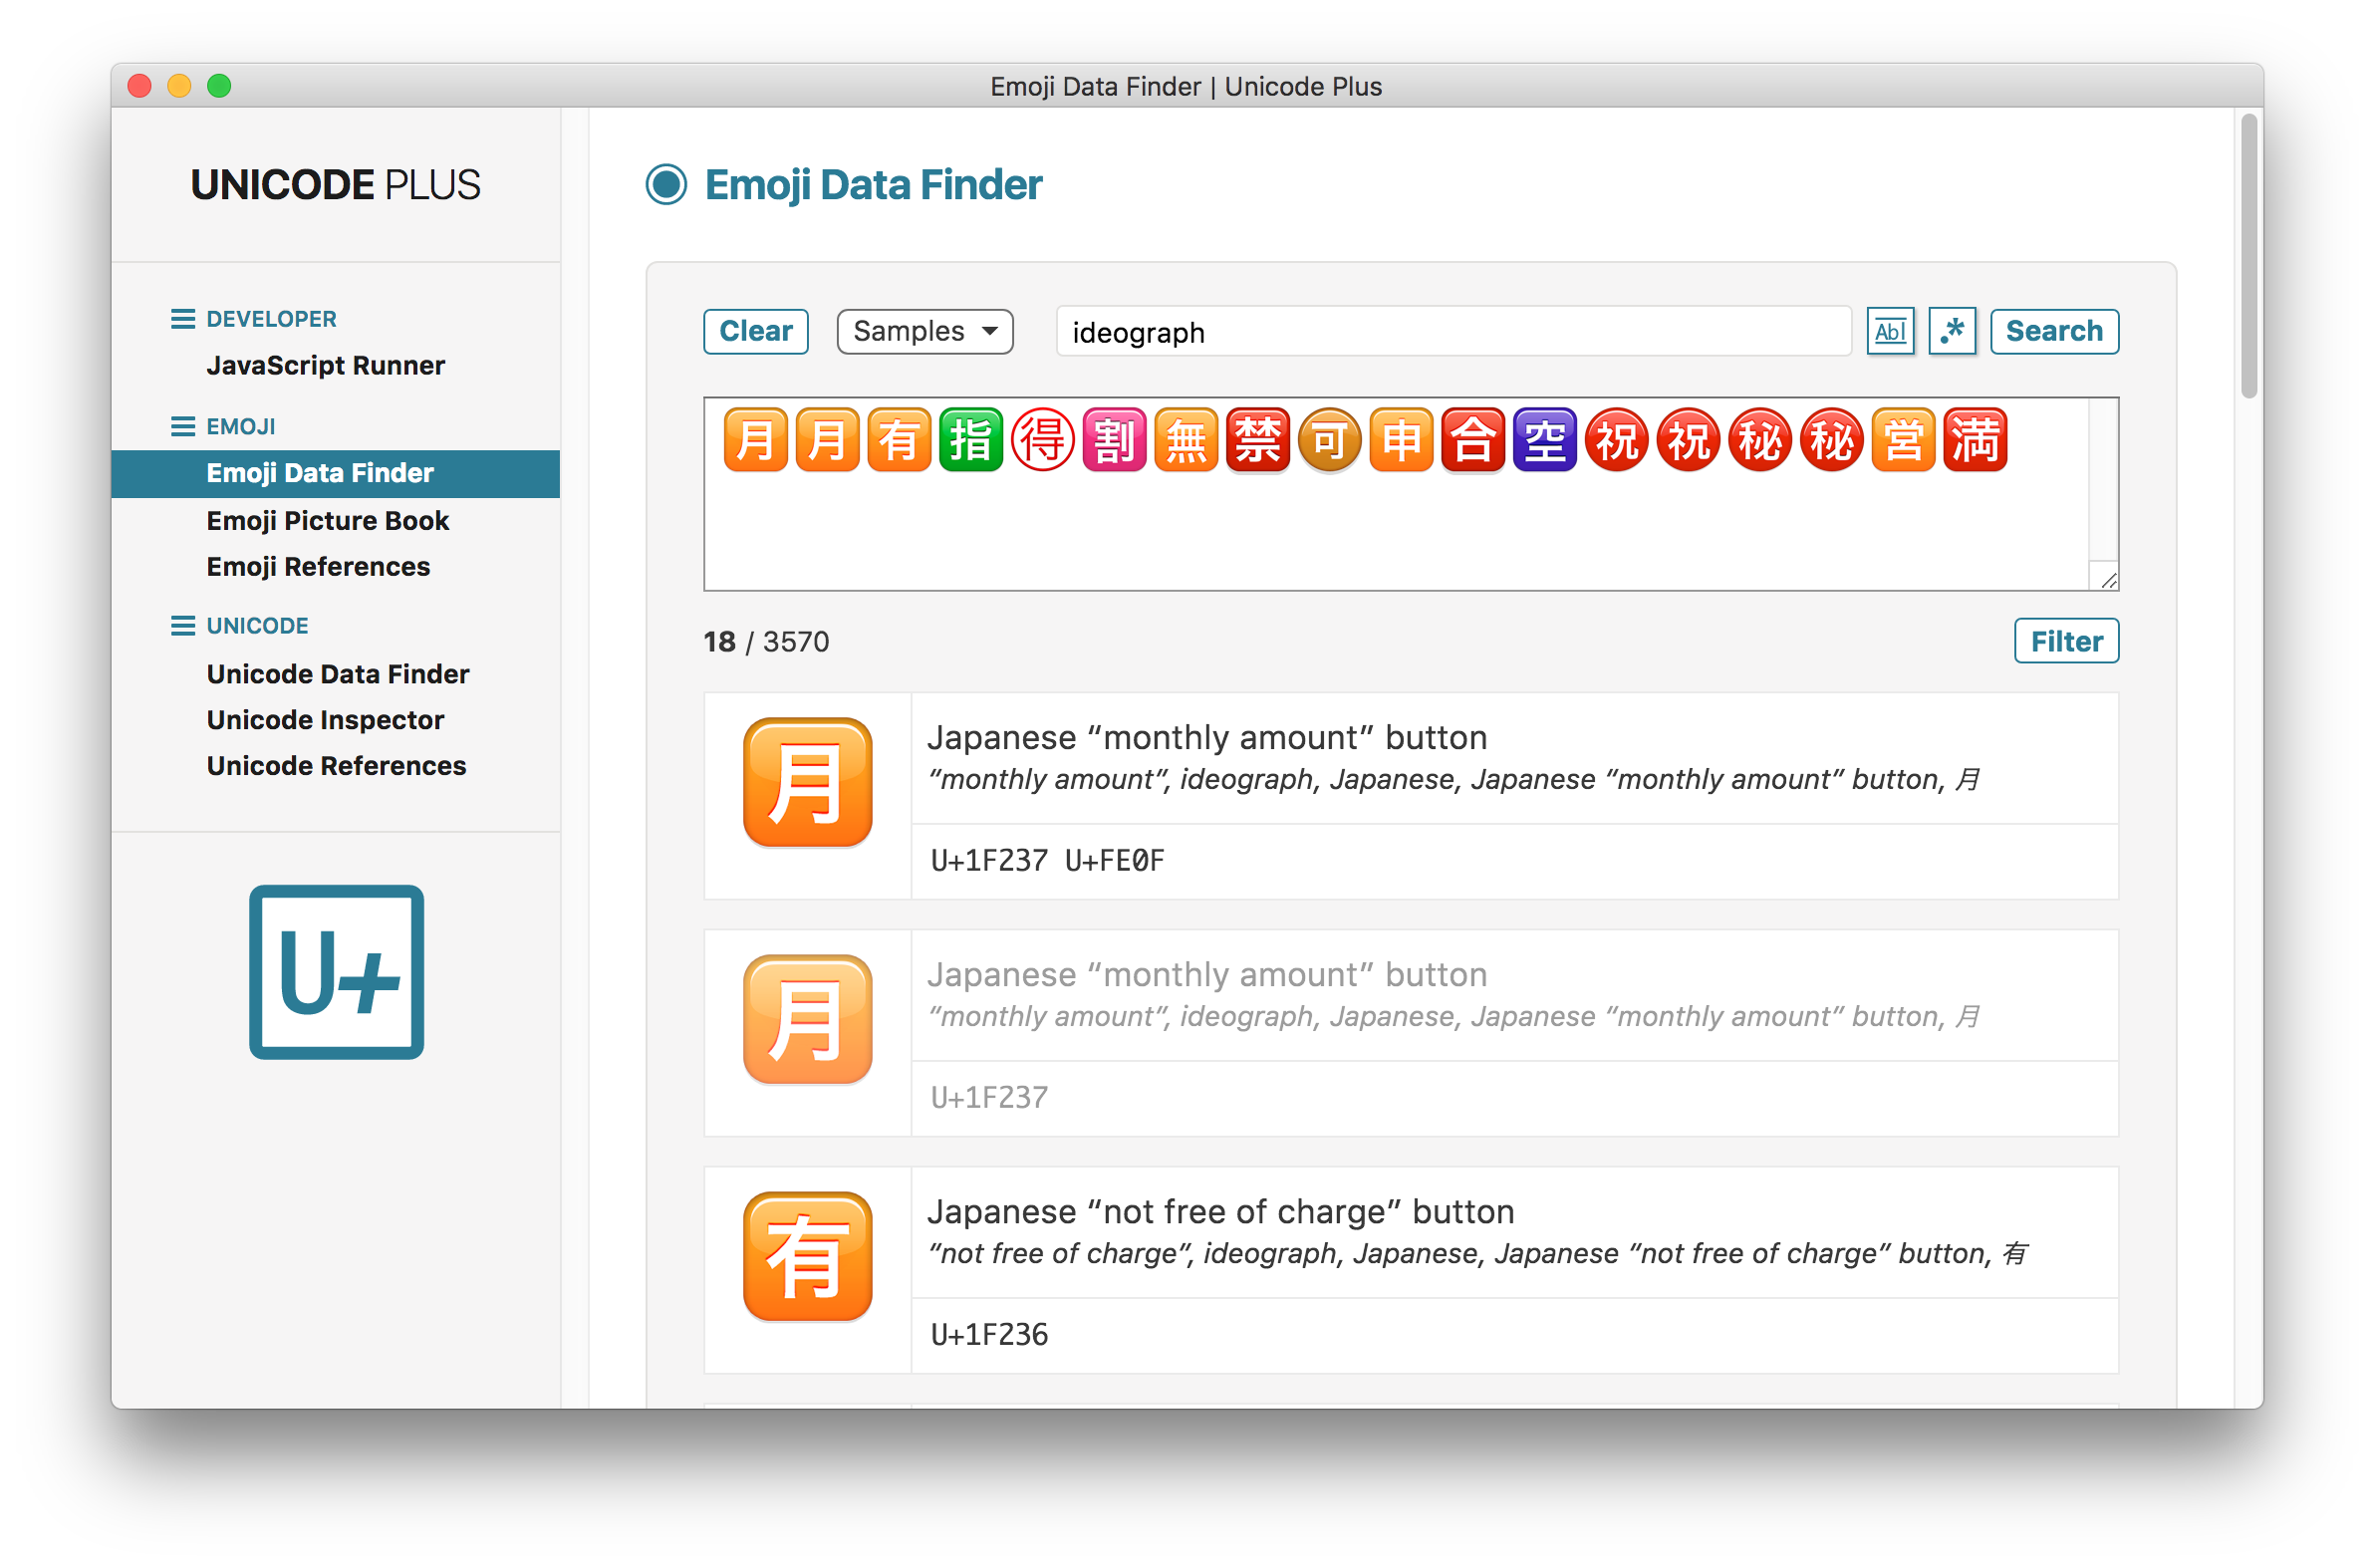 Emoji Data Finder | Unicode Plus
UNICODE PLUS
DEVELOPER
JavaScript Runner
EMOJI
Emoji Data Finder
Emoji Picture Book
Emoji References
UNICODE
Unicode Data Finder
Unicode Inspector
Unicode References
U+
Emoji Data Finder
Clear Samples ideograph Abl .* Search
月 月 有 指 得 割 無 禁 可 申 合 空 祝 祝 秘 秘 営 満
18 / 3570 Filter
月
Japanese “monthly amount” button
“monthly amount”, ideograph, Japanese, Japanese “monthly amount” button, 月
U+1F237 U+FE0F
月
Japanese “monthly amount” button
“monthly amount”, ideograph, Japanese, Japanese “monthly amount” button, 月
U+1F237
有
Japanese “not free of charge” button
“not free of charge”, ideograph, Japanese, Japanese “not free of charge” button, 有
U+1F236